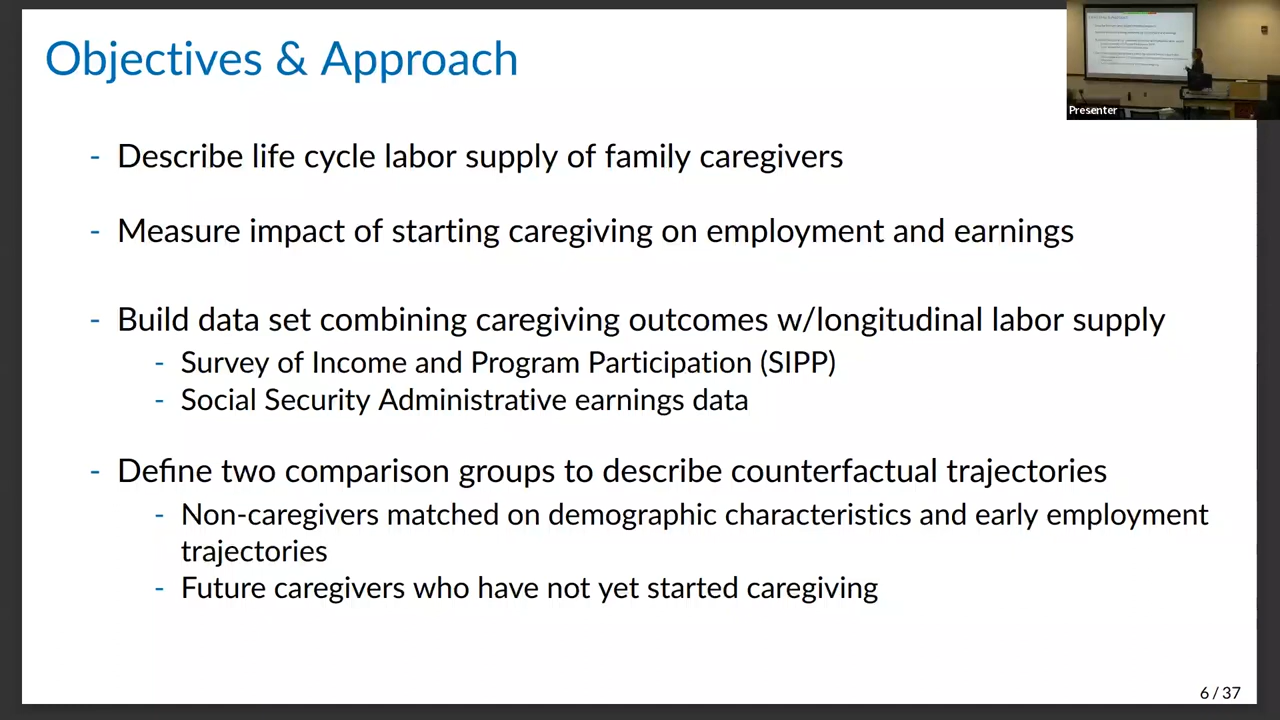 Objectives & Approach
Presenter
- Describe life cycle labor supply of family caregivers
- Measure impact of starting caregiving on employment and earnings
- Build data set combining caregiving outcomes w/longitudinal labor supply
- Survey of Income and Program Participation (SIPP)
- Social Security Administrative earnings data
- Define two comparison groups to describe counterfactual trajectories
- Non-caregivers matched on demographic characteristics and early employment
trajectories
- Future caregivers who have not yet started caregiving
6 / 37